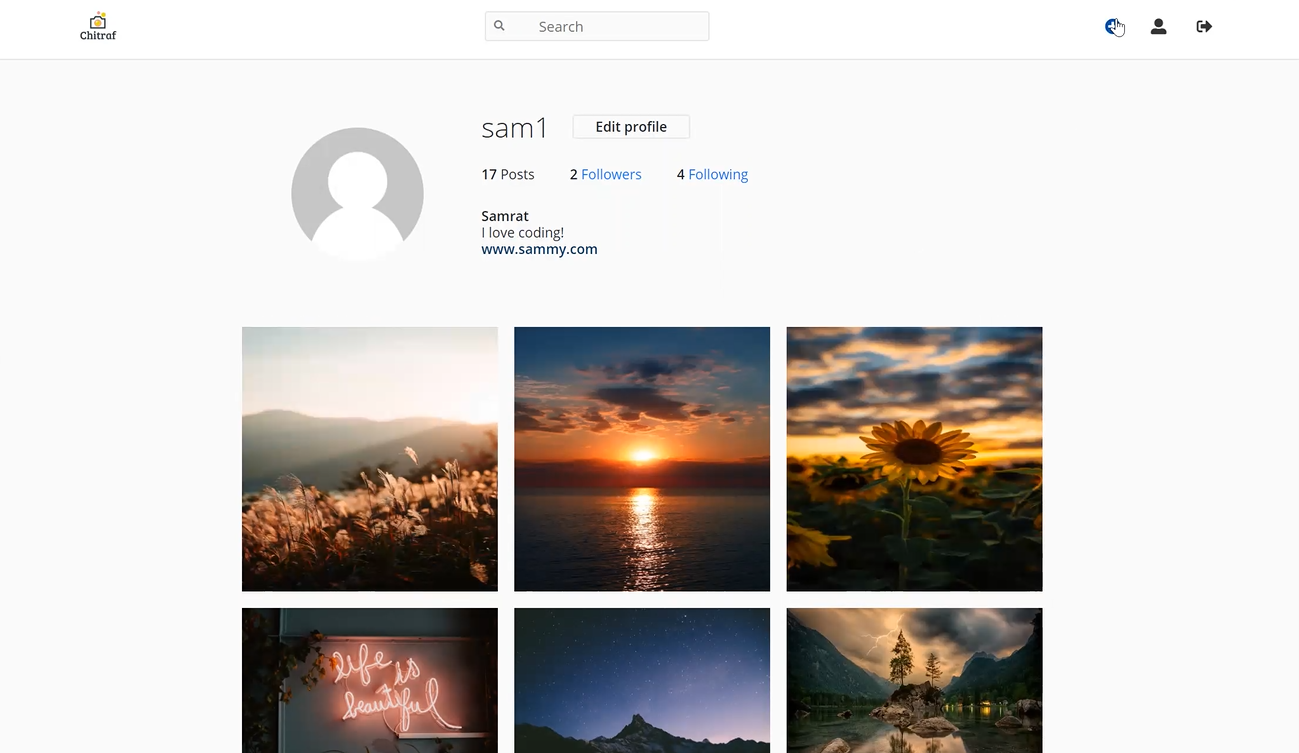 Chitraf
Search
sam1 Edit profile
17 Posts 2 Followers 4 Following
Samrat
I love coding!
www.sammy.com
life is
beautiful